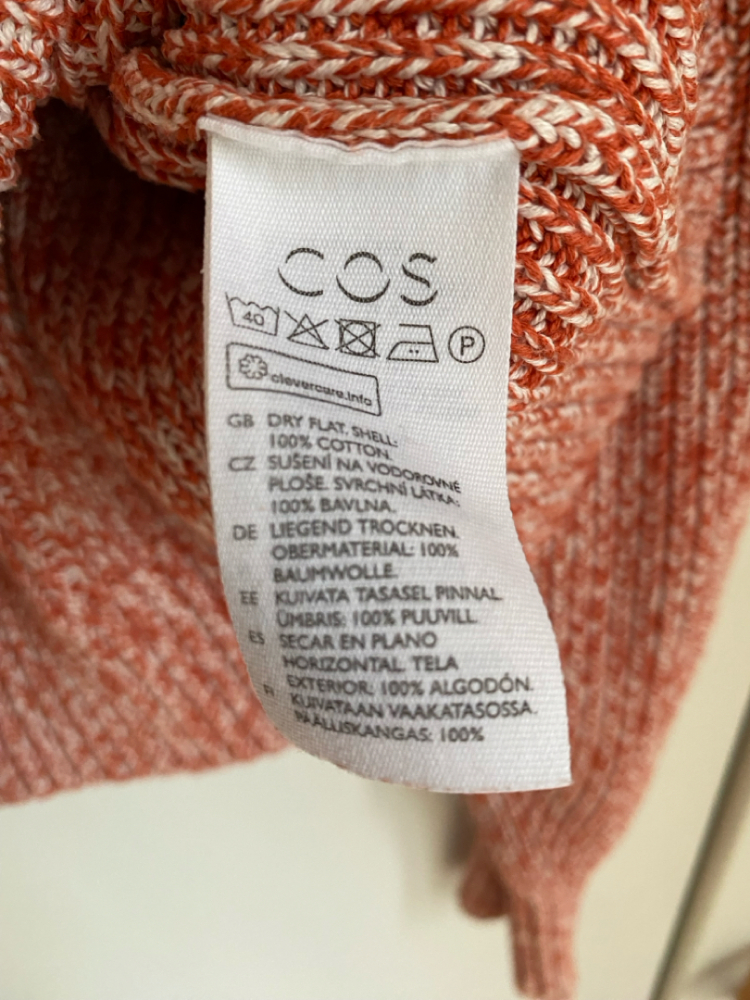 COS
40 P
clevercare.info
GB DRY FLAT. SHELL:
100% COTTON.
CZ SUŠENÍ NA VODOROVNÉ
PLOŠE. SVRCHNÍ LÁTKA:
100% BAVLNA.
DE LIEGEND TROCKNEN.
OBERMATERIAL: 100%
BAUMWOLLE.
EE KUIVATA TASASEL PINNAL.
ÜMBRIS: 100% PUUVILL.
ES SECAR EN PLANO
HORIZONTAL. TELA
EXTERIOR: 100% ALGODÓN.
FI KUIVATAAN VAAKATASOSSA.
PÄÄLLISKANGAS: 100%